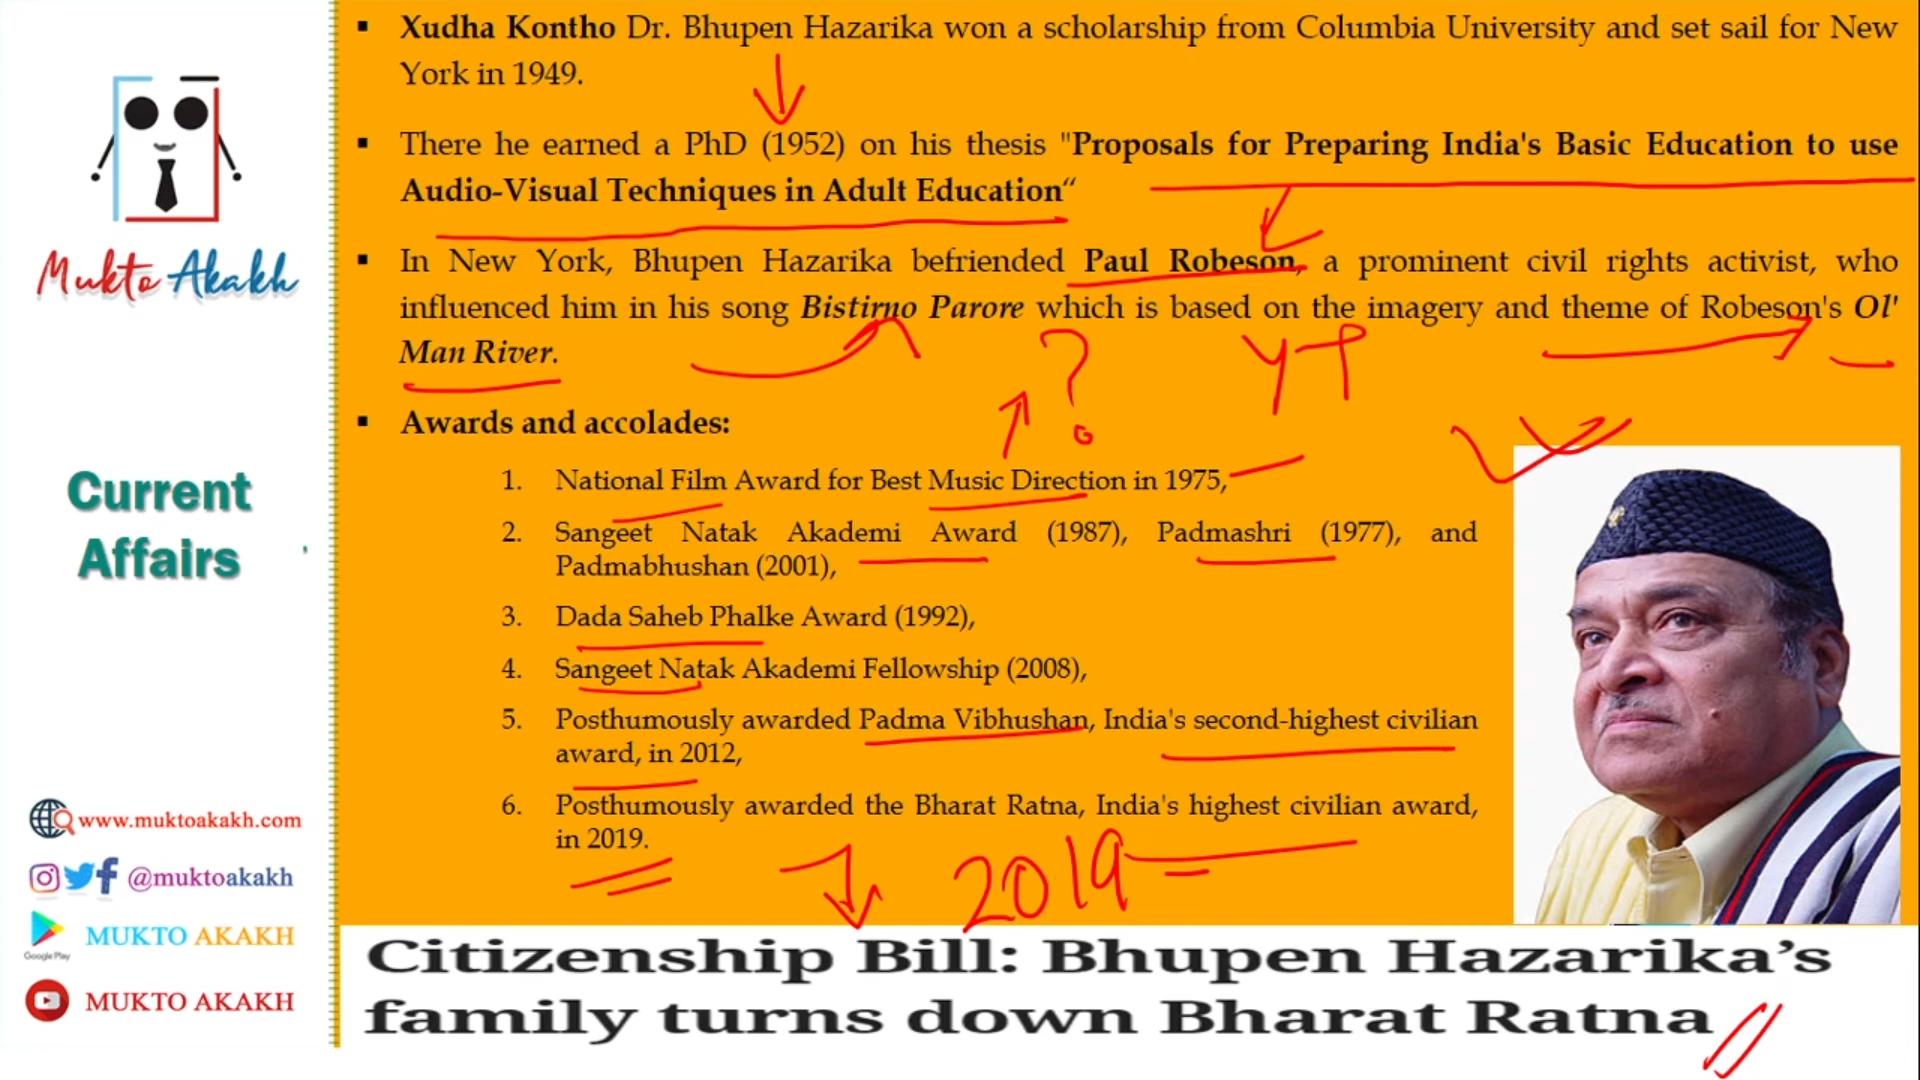 ▪ Xudha Kontho Dr. Bhupen Hazarika won a scholarship from Columbia University and set sail for New
York in 1949.
▪ There he earned a PhD (1952) on his thesis "Proposals for Preparing India's Basic Education to use
Audio-Visual Techniques in Adult Education“
▪ In New York, Bhupen Hazarika befriended Paul Robeson, a prominent civil rights activist, who
influenced him in his song Bistirno Parore which is based on the imagery and theme of Robeson's Ol'
Man River.
?
YT
▪ Awards and accolades:
1. National Film Award for Best Music Direction in 1975,
2. Sangeet Natak Akademi Award (1987), Padmashri (1977), and
Padmabhushan (2001),
3. Dada Saheb Phalke Award (1992),
4. Sangeet Natak Akademi Fellowship (2008),
5. Posthumously awarded Padma Vibhushan, India's second-highest civilian
award, in 2012,
6. Posthumously awarded the Bharat Ratna, India's highest civilian award,
in 2019.
2019
Citizenship Bill: Bhupen Hazarika’s
family turns down Bharat Ratna
Mukto Akakh
Current
Affairs
www.muktoakakh.com
@muktoakakh
MUKTO AKAKH
Google Play
MUKTO AKAKH